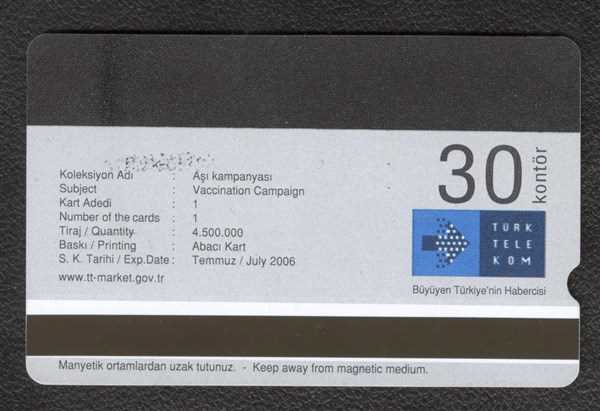 30 kontör
Koleksiyon Adı : Aşı kampanyası
Subject : Vaccination Campaign
Kart Adedi : 1
Number of the cards : 1
Tiraj / Quantity : 4.500.000
Baskı / Printing : Abacı Kart
S. K. Tarihi / Exp.Date : Temmuz / July 2006
www.tt-market.gov.tr
TÜRK
TELE
KOM
Büyüyen Türkiye'nin Habercisi
Manyetik ortamlardan uzak tutunuz. - Keep away from magnetic medium.